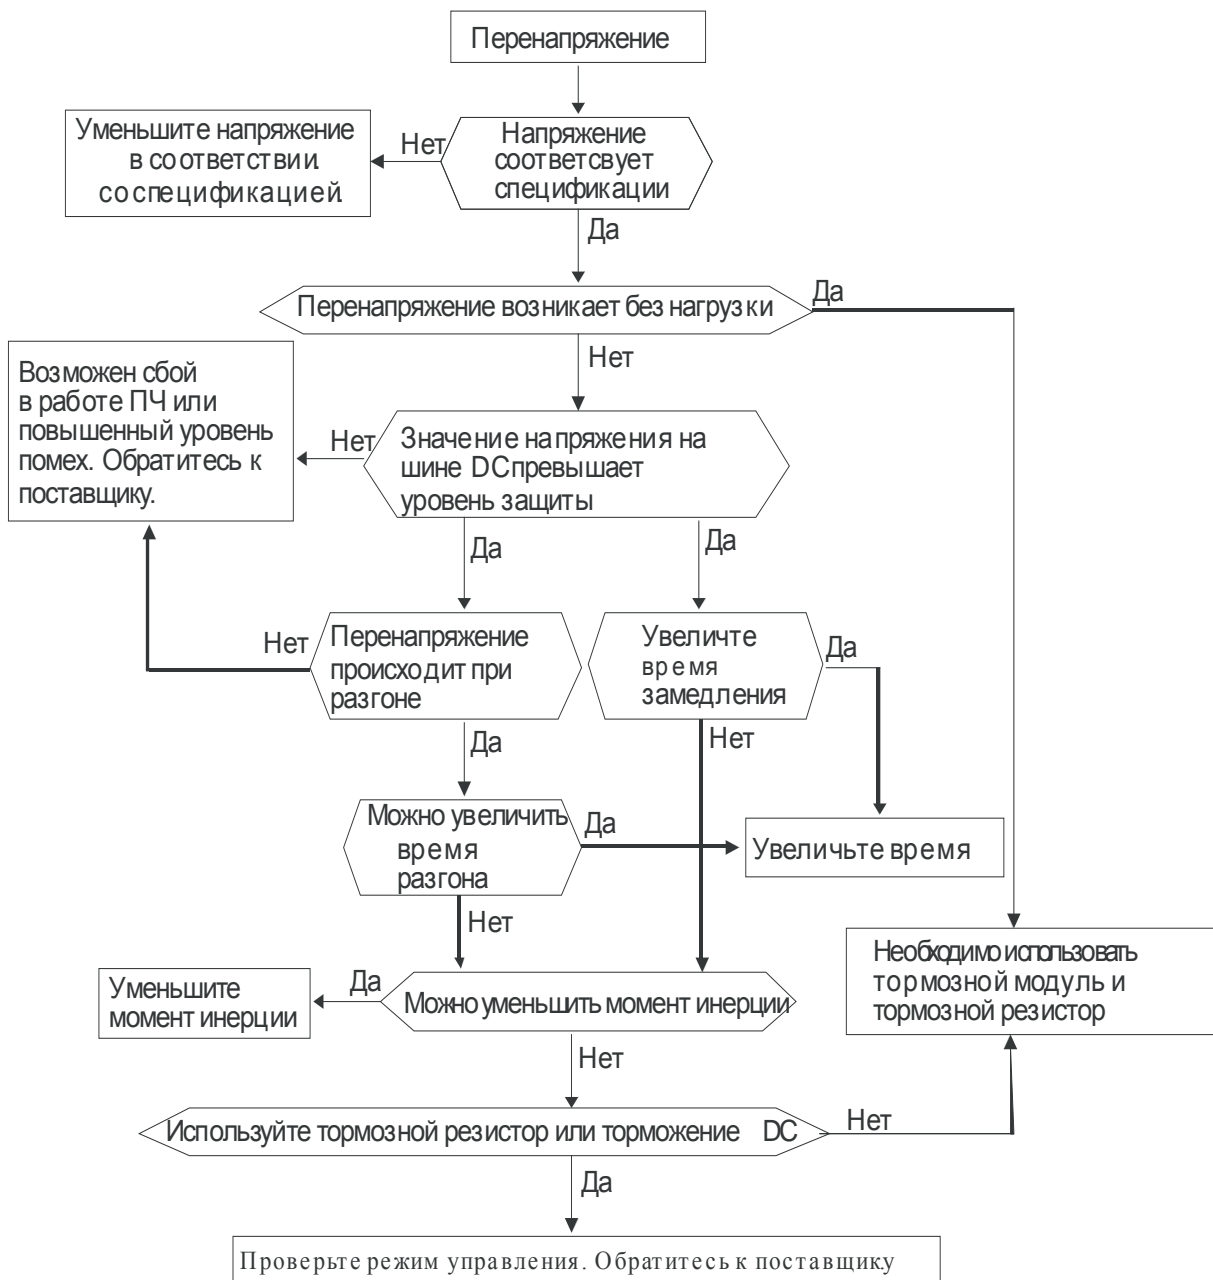 Перенапряжение
Уменьшите напряжение
в соответствии.
со спецификацией.
Нет
Напряжение
соответсвует
спецификации
Да
Перенапряжение возникает без нагрузки
Да
Нет
Возможен сбой
в работе ПЧ или
повышенный уровень
помех. Обратитесь к
поставщику.
Нет
Значение напряжения на
шине DC превышает
уровень защиты
Да
Да
Нет
Перенапряжение
происходит при
разгоне
Увеличте
время
замедления
Да
Да
Нет
Можно увеличить
время
разгона
Да
Увеличьте время
Нет
Необходимо использовать
тормозной модуль и
тормозной резистор
Уменьшите
момент инерции
Да
Можно уменьшить момент инерции
Нет
Используйте тормозной резистор или торможение DC
Нет
Да
Проверьте режим управления. Обратитесь к поставщику